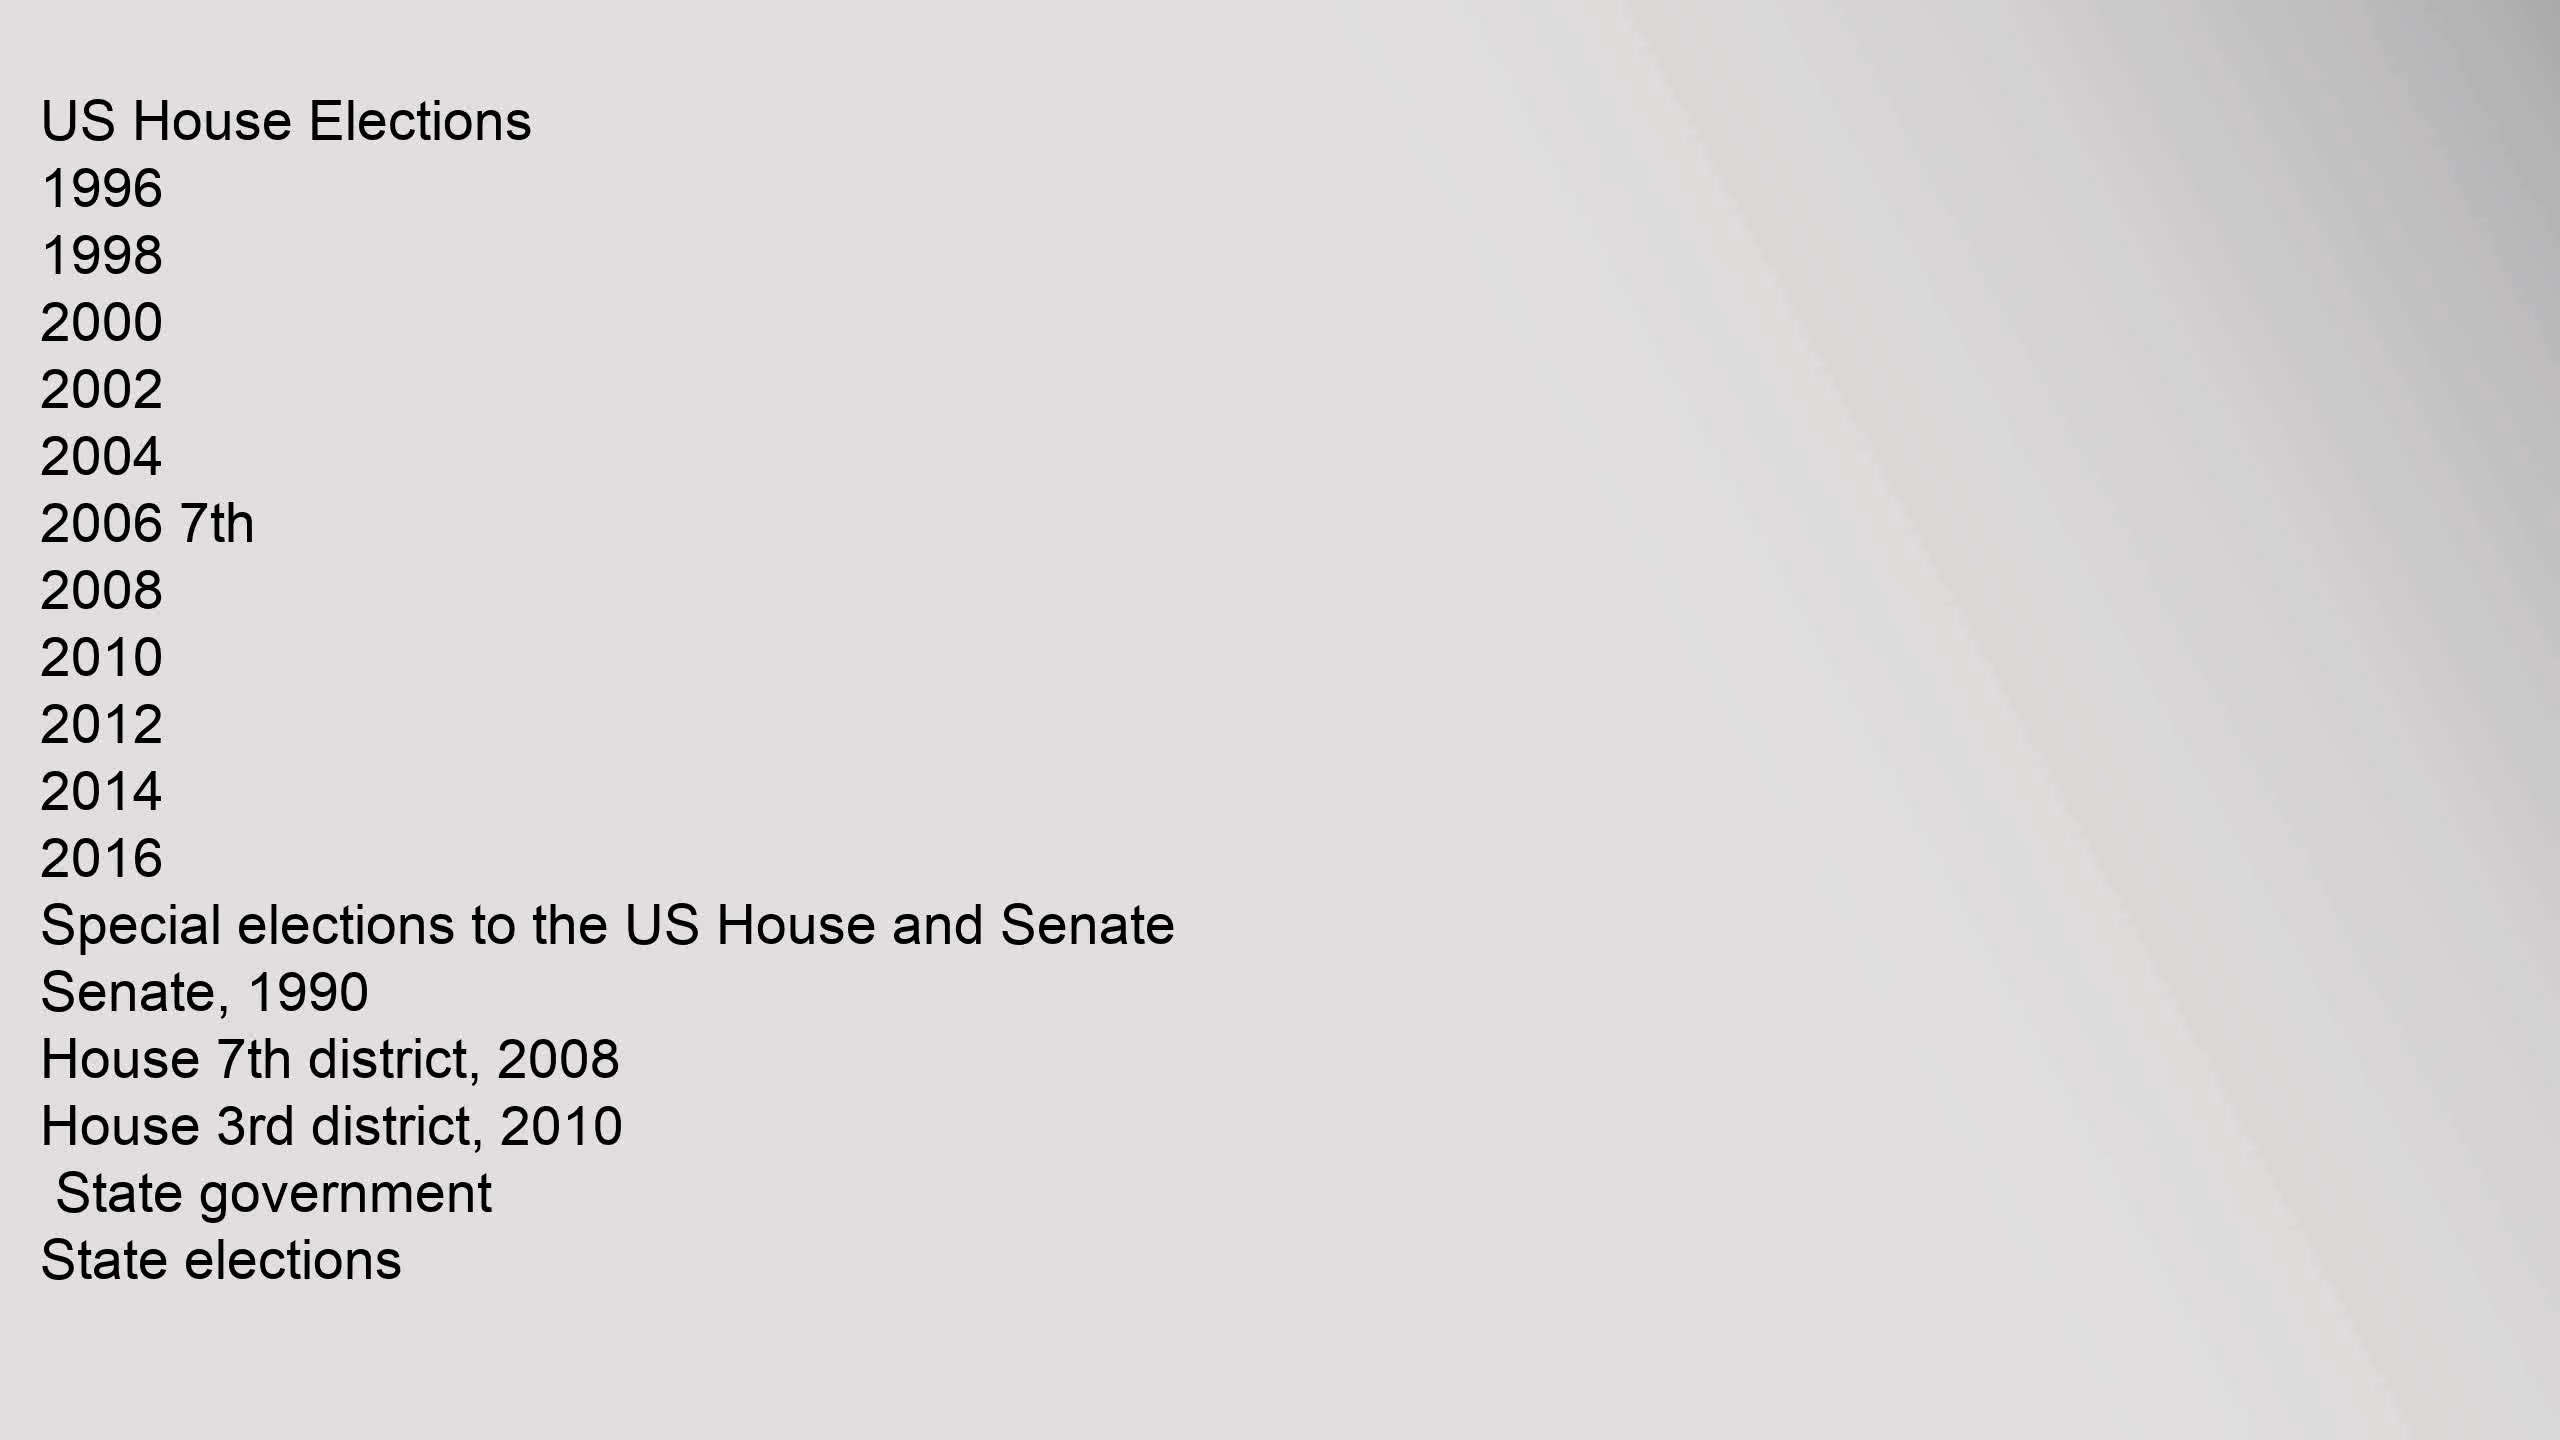 US House Elections
1996
1998
2000
2002
2004
2006 7th
2008
2010
2012
2014
2016
Special elections to the US House and Senate
Senate, 1990
House 7th district, 2008
House 3rd district, 2010
State government
State elections